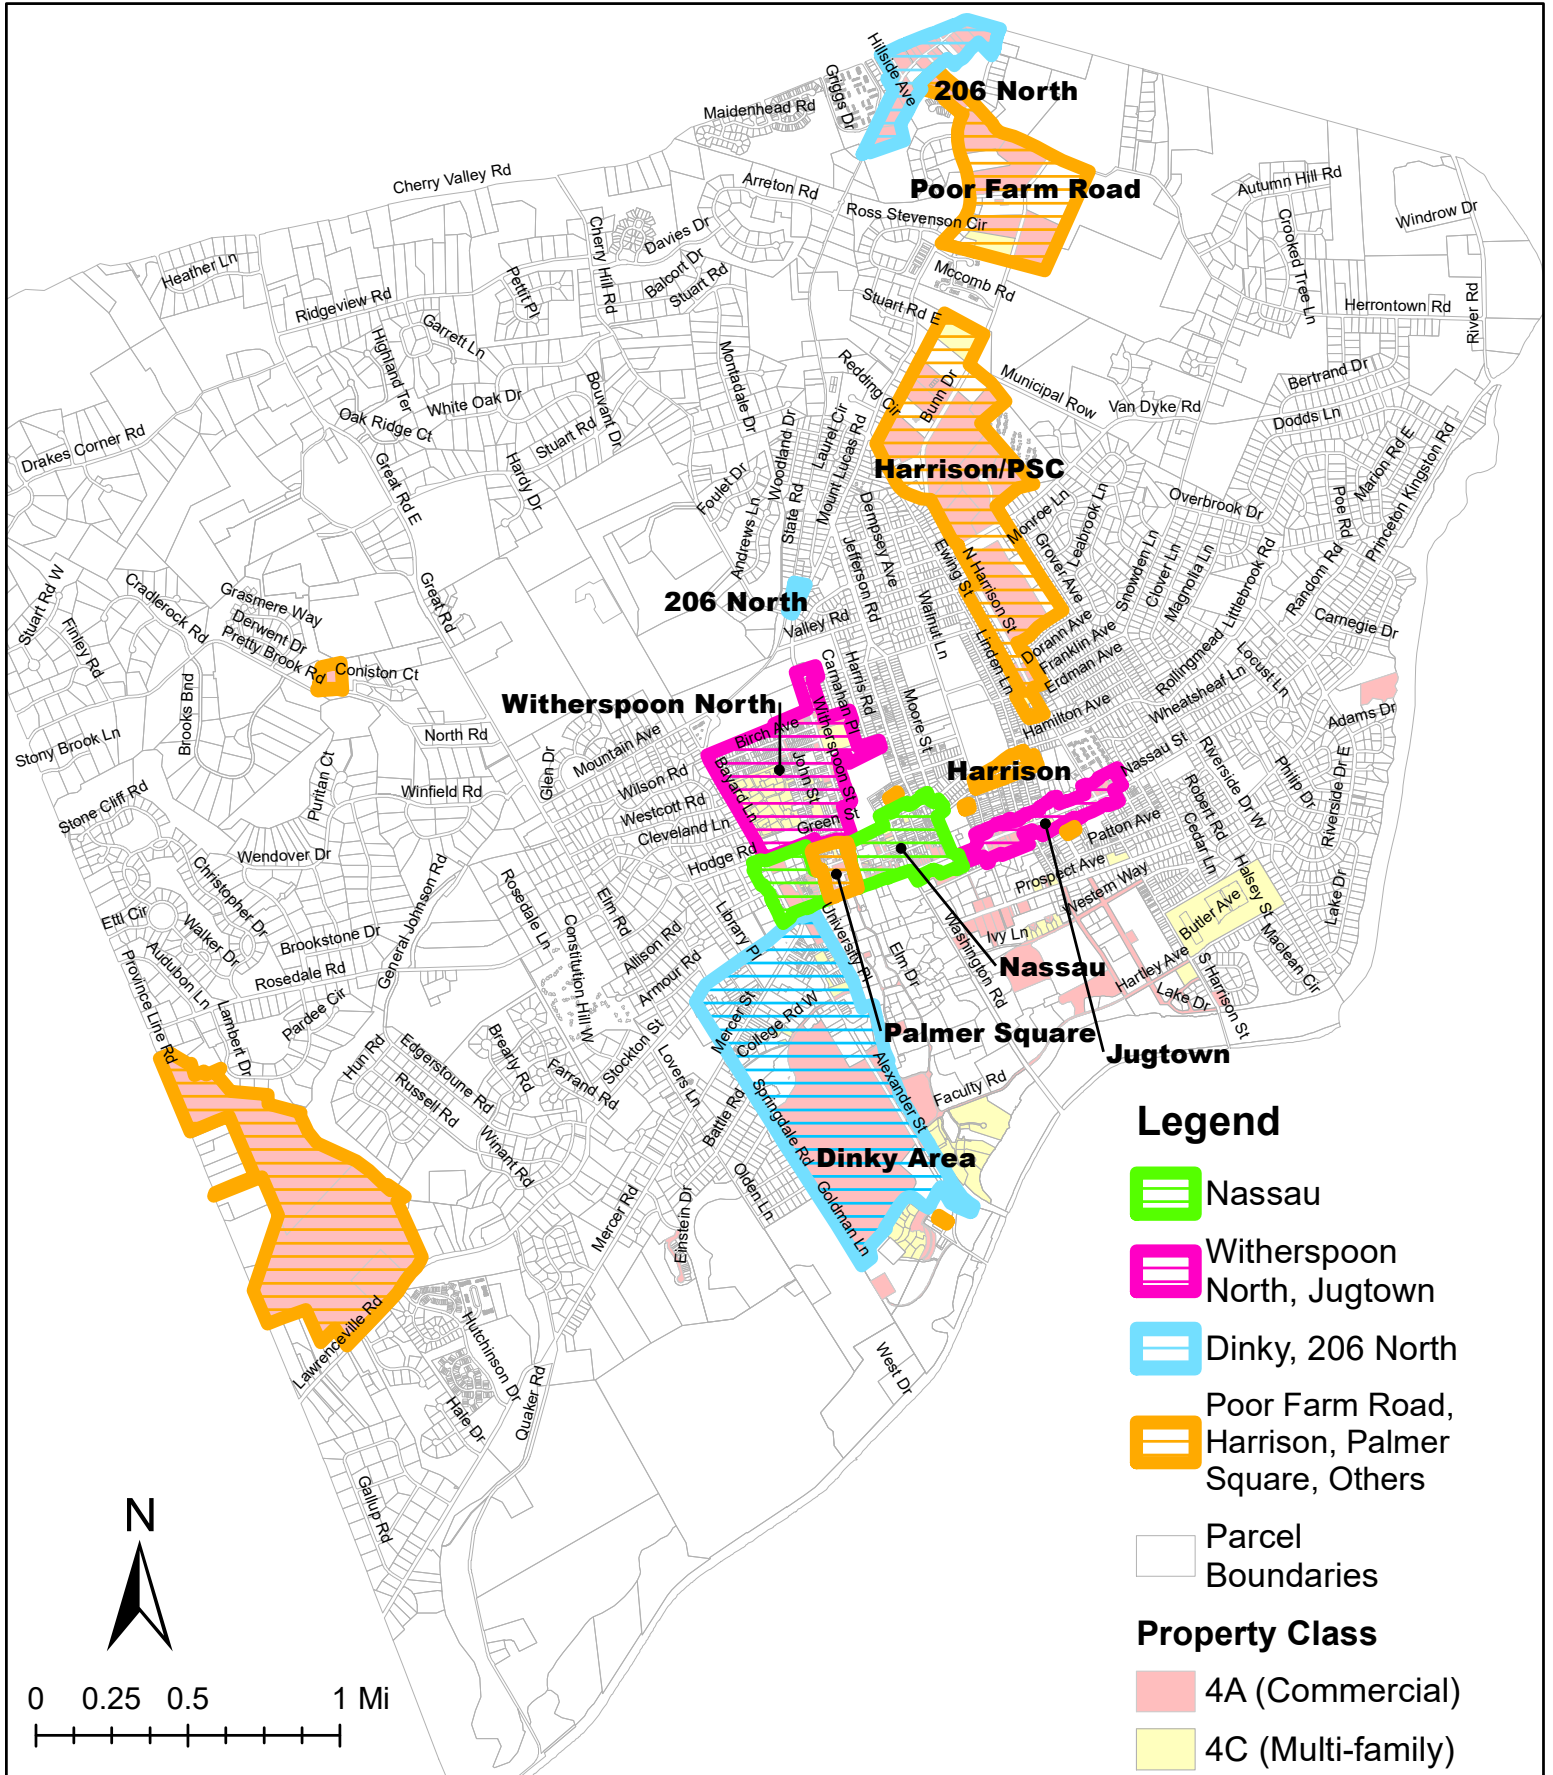 Hillside Ave
Griggs Dr
206 North
Maidenhead Rd
Cherry Valley Rd
Arreton Rd
Poor Farm Road
Autumn Hill Rd
Windrow Dr
Ross Stevenson Cir
Crooked Tree Ln
Cherry Hill Rd
Davies Dr
Heather Ln
Balcort Dr
Stuart Rd
Pettit Pl
Mccomb Rd
Ridgeview Rd
Stuart Rd E
Herrontown Rd
River Rd
Garrett Ln
Highland Ter
Montadale Dr
Redding Cir
Bunn Dr
Municipal Row
Bertrand Dr
White Oak Dr
Bouvant Dr
Van Dyke Rd
Dodds Ln
Oak Ridge Ct
Stuart Rd
Drakes Corner Rd
Woodland Dr
Laurel Cir
Mount Lucas Rd
Marion Rd E
Princeton Kingston Rd
Great Rd E
Hardy Dr
Foulet Dr
Harrison/PSC
State Rd
Andrews Ln
Dempsey Ave
Monroe Ln
Leabrook Ln
Overbrook Dr
Poe Rd
Jefferson Rd
Ewing St
N Harrison St
Grover Ave
Snowden Ln
Clover Ln
Magnolia Ln
Littlebrook Rd
Random Rd
Stuart Rd W
Cradlerock Rd
Grasmere Way
Great Rd
206 North
Walnut Ln
Carnegie Dr
Finley Rd
Derwent Dr
Pretty Brook Rd
Coniston Ct
Valley Rd
Linden Ln
Dorann Ave
Franklin Ave
Erdman Ave
Rollingmead
Locust Ln
Carnahan Pl
Harris Rd
Wheatsheaf Ln
Witherspoon North
Brooks Bnd
Moore St
Hamilton Ave
Adams Dr
Stony Brook Ln
North Rd
Mountain Ave
Birch Ave
Witherspoon St
Nassau St
Glen Dr
Wilson Rd
Bayard Ln
John St
Harrison
Riverside Dr W
Philip Dr
Riverside Dr E
Puritan Ct
Winfield Rd
Stone Cliff Rd
Westcott Rd
Cleveland Ln
Green St
Robert Rd
Patton Ave
Cedar Ln
Wendover Dr
Hodge Rd
Prospect Ave
Western Way
Halsey St
Lake Dr
Christopher Dr
General Johnson Rd
Rosedale Ln
Elm Rd
Library Pl
University Pl
Washington Rd
Ivy Ln
Butler Ave
Ettl Cir
Walker Dr
Brookstone Dr
Constitution Hill W
Allison Rd
Elm Dr
Nassau
Hartley Ave
Maclean Cir
Audubon Ln
Rosedale Rd
Armour Rd
Lake Dr
S Harrison St
Province Line Rd
Lambert Dr
Pardee Cir
Mercer St
College Rd W
Palmer Square
Jugtown
Hun Rd
Edgerstoune Rd
Brearly Rd
Stockton St
Lovers Ln
Farrand Rd
Russell Rd
Battle Rd
Springdale Rd
Alexander St
Faculty Rd
Winant Rd
Dinky Area
Olden Ln
Goldman Ln
Mercer Rd
Einstein Dr
Lawrenceville Rd
Hutchinson Dr
Quaker Rd
West Dr
Hale Dr
Gallup Rd
Legend
Nassau
Witherspoon
North, Jugtown
Dinky, 206 North
Poor Farm Road,
Harrison, Palmer
Square, Others
Parcel
Boundaries
Property Class
4A (Commercial)
4C (Multi-family)
N
0 0.25 0.5 1 Mi